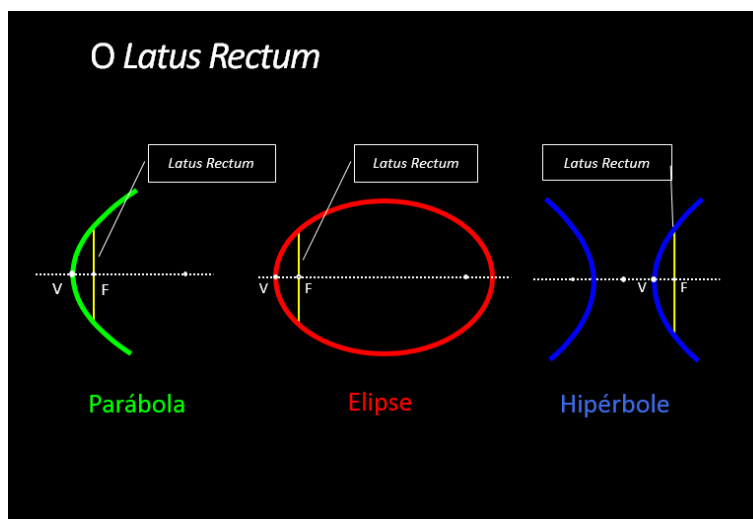 O Latus Rectum
Latus Rectum
Latus Rectum
Latus Rectum
V F
V F
V F
Parábola
Elipse
Hipérbole